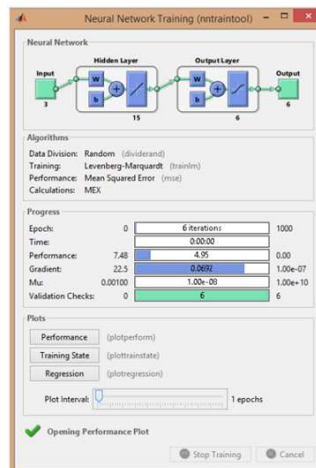 Neural Network Training (nntraintool)
Neural Network
Hidden Layer
Output Layer
Input
Output
W
W
b
b
3
15
6
6
Algorithms
Data Division: Random (dividerand)
Training: Levenberg-Marquardt (trainlm)
Performance: Mean Squared Error (mse)
Calculations: MEX
Progress
Epoch: 0 6 iterations 1000
Time: 0:00:00
Performance: 7.48 4.95 0.00
Gradient: 22.5 0.0692 1.00e-07
Mu: 0.00100 1.00e-08 1.00e+10
Validation Checks: 0 6 6
Plots
Performance (plotperform)
Training State (plottrainstate)
Regression (plotregression)
Plot Interval: 1 epochs
Opening Performance Plot
Stop Training Cancel